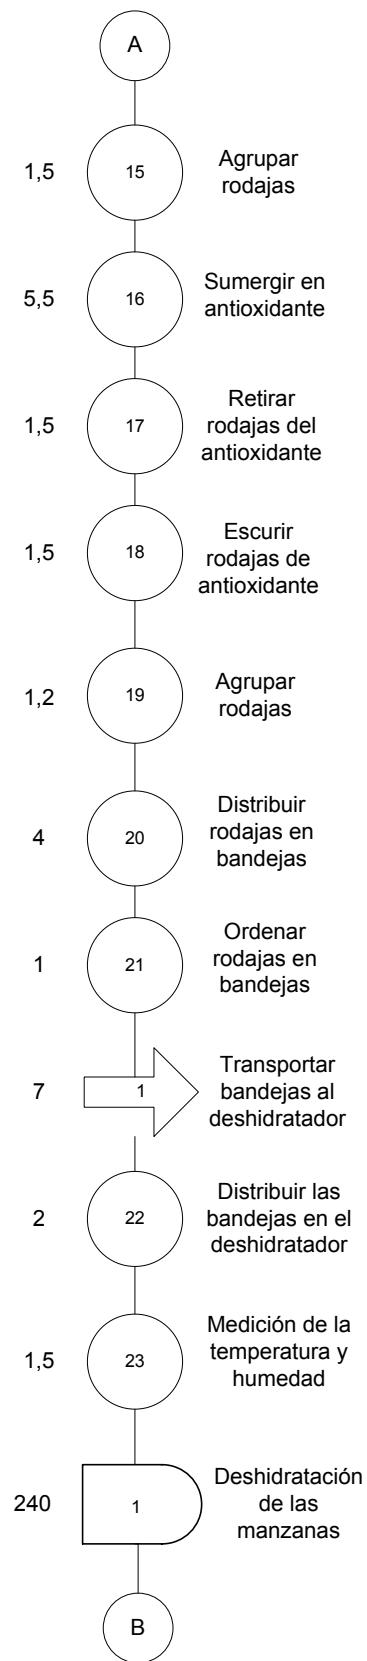 A
1,5
15
Agrupar
rodajas
5,5
16
Sumergir en
antioxidante
1,5
17
Retirar
rodajas del
antioxidante
1,5
18
Escurir
rodajas de
antioxidante
1,2
19
Agrupar
rodajas
4
20
Distribuir
rodajas en
bandejas
1
21
Ordenar
rodajas en
bandejas
7
1
Transportar
bandejas al
deshidratador
2
22
Distribuir las
bandejas en el
deshidratador
1,5
23
Medición de la
temperatura y
humedad
240
1
Deshidratación
de las
manzanas
B